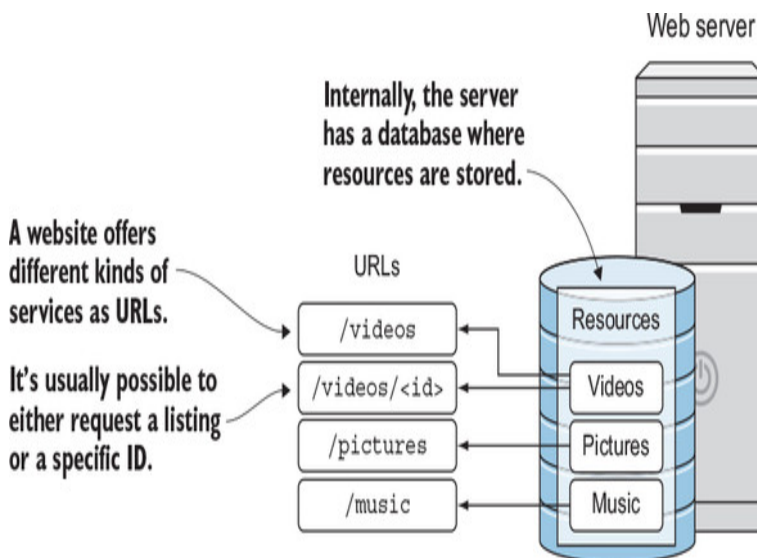 Web server
Internally, the server
has a database where
resources are stored.
A website offers
different kinds of
services as URLs.
It's usually possible to
either request a listing
or a specific ID.
URLs
/videos
/videos/<id>
/pictures
/music
Resources
Videos
Pictures
Music